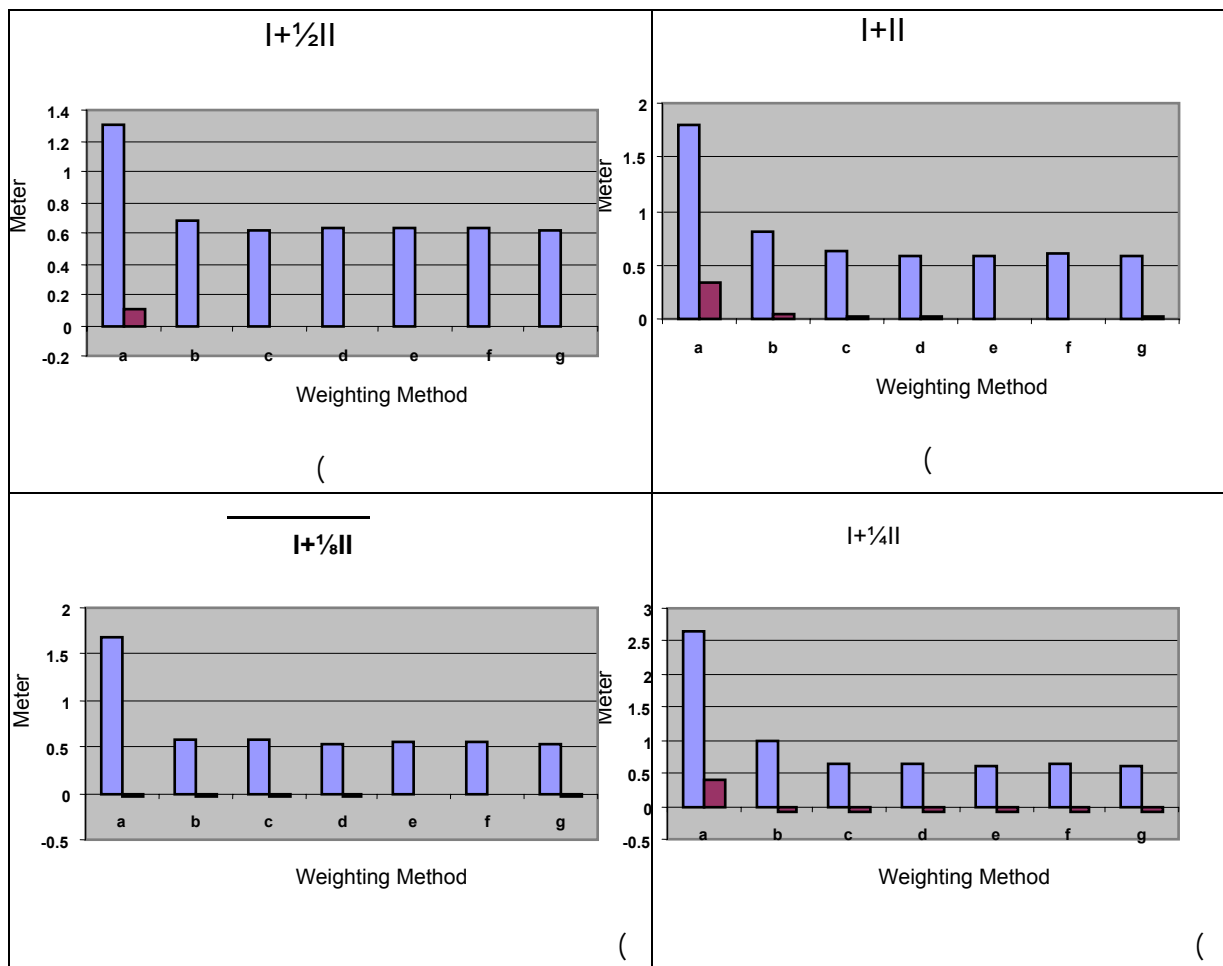 I+½II
1.4
1.2
1
0.8
0.6
0.4
0.2
0
-0.2
Meter
a b c d e f g
Weighting Method
(
I+II
2
1.5
1
0.5
0
Meter
a b c d e f g
Weighting Method
(
I+⅛II
2
1.5
1
0.5
0
-0.5
Meter
a b c d e f g
Weighting Method
(
I+¼II
3
2.5
2
1.5
1
0.5
0
-0.5
Meter
a b c d e f g
Weighting Method
(